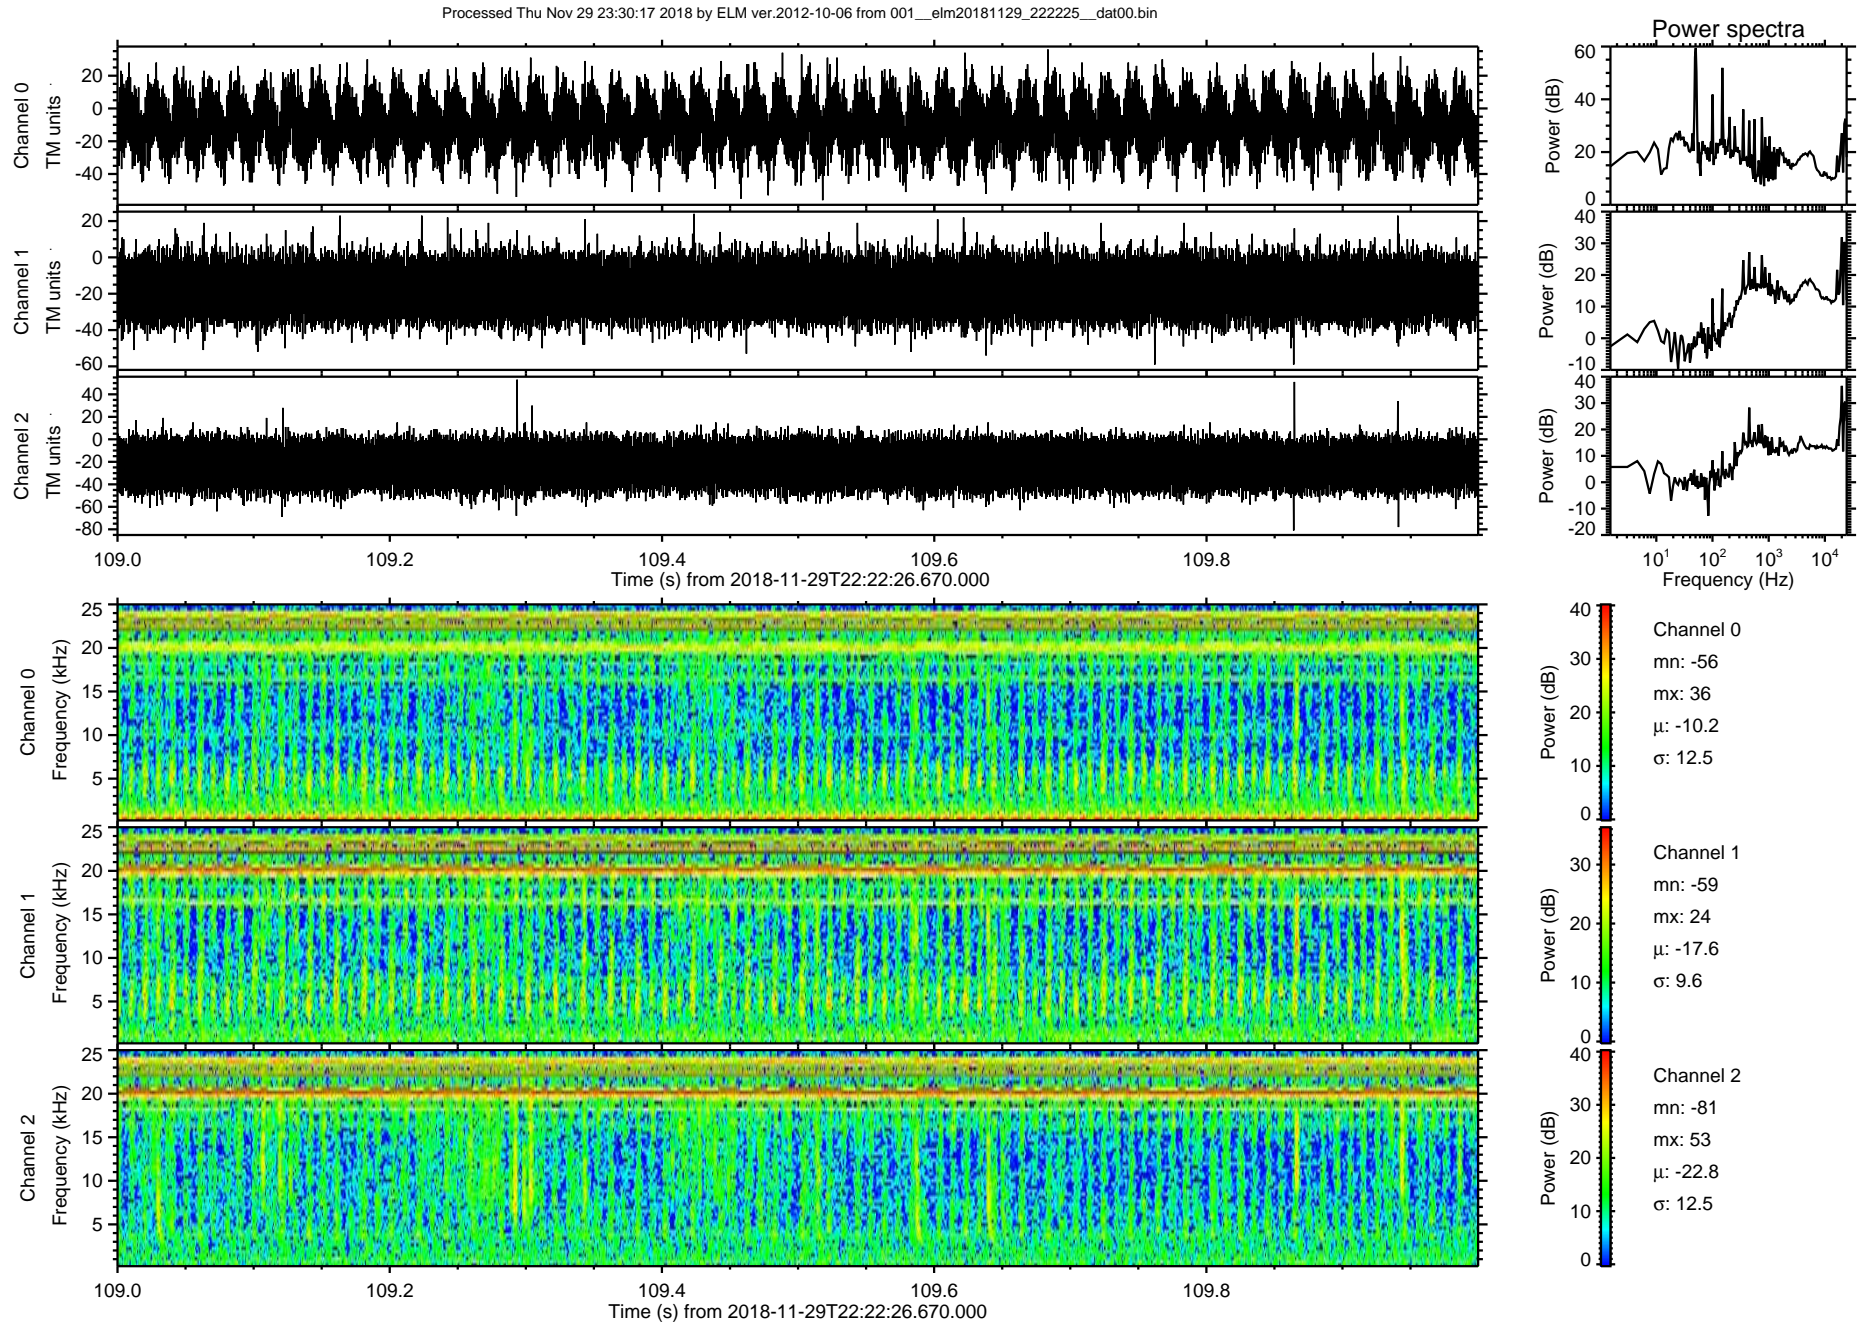 Processed Thu Nov 29 23:30:17 2018 by ELM ver.2012-10-06 from 001__elm20181129_222225__dat00.bin
Power spectra
Channel 0
TM units
20
0
-20
-40
Power (dB)
60
40
20
0
Channel 1
TM units
20
0
-20
-40
-60
Power (dB)
40
30
20
10
0
-10
Channel 2
TM units
40
20
0
-20
-40
-60
-80
Power (dB)
40
30
20
10
0
-10
-20
109.0 109.2 109.4 109.6 109.8
Time (s) from 2018-11-29T22:22:26.670.000
10¹ 10² 10³ 10⁴
Frequency (Hz)
Channel 0
Frequency (kHz)
25
20
15
10
5
Power (dB)
40
30
20
10
0
Channel 0
mn: -56
mx: 36
μ: -10.2
σ: 12.5
Channel 1
Frequency (kHz)
25
20
15
10
5
Power (dB)
30
20
10
0
Channel 1
mn: -59
mx: 24
μ: -17.6
σ: 9.6
Channel 2
Frequency (kHz)
25
20
15
10
5
Power (dB)
40
30
20
10
0
Channel 2
mn: -81
mx: 53
μ: -22.8
σ: 12.5
109.0 109.2 109.4 109.6 109.8
Time (s) from 2018-11-29T22:22:26.670.000